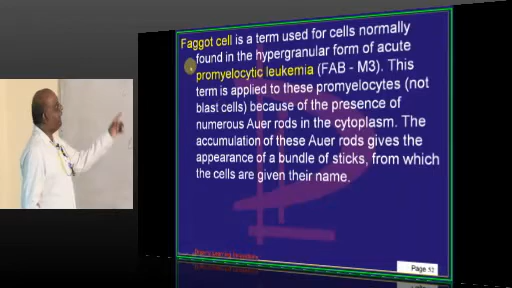 Faggot cell is a term used for cells normally
found in the hypergranular form of acute
promyelocytic leukemia (FAB - M3). This
term is applied to these promyelocytes (not
blast cells) because of the presence of
numerous Auer rods in the cytoplasm. The
accumulation of these Auer rods gives the
appearance of a bundle of sticks, from which
the cells are given their name.